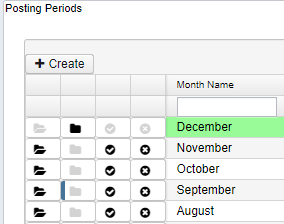 Posting Periods
Create
Month Name
December
November
October
September
August